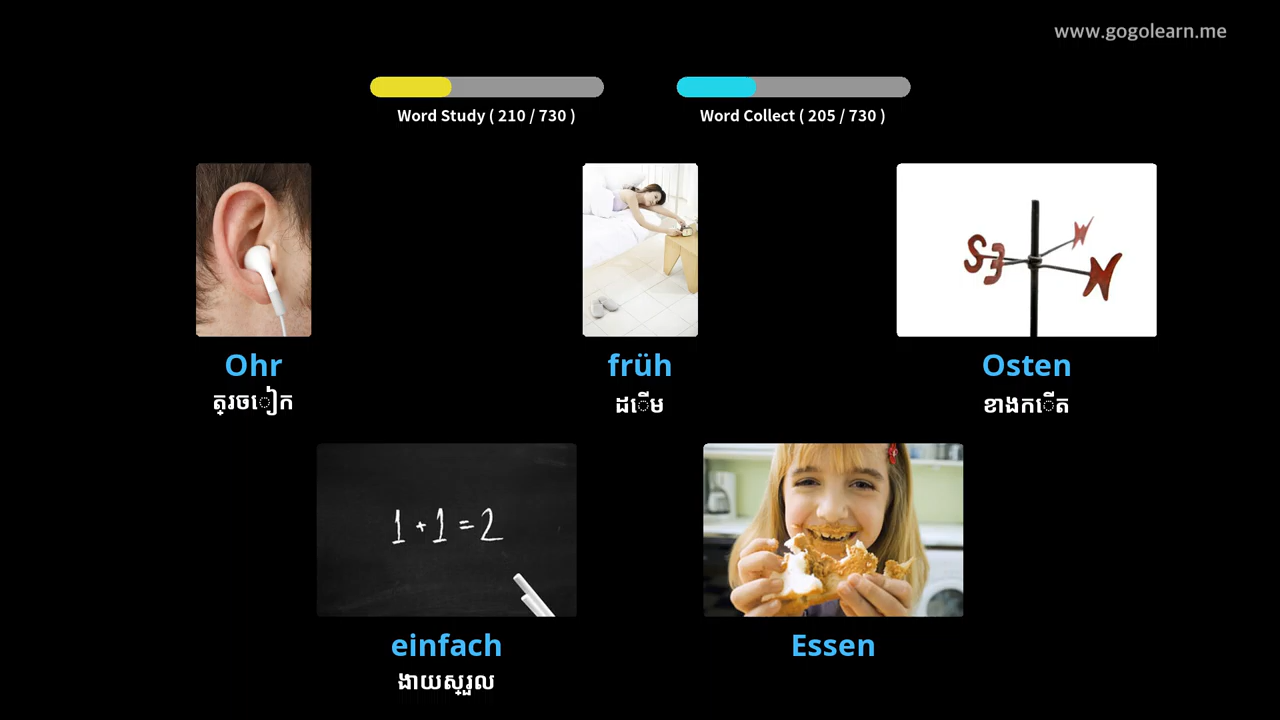 www.gogolearn.me
Word Study ( 210 / 730 )
Word Collect ( 205 / 730 )
Ohr
ត្រចៀក
früh
ដើម
Osten
ខាងកើត
1 + 1 = 2
einfach
ងាយស្រួល
Essen